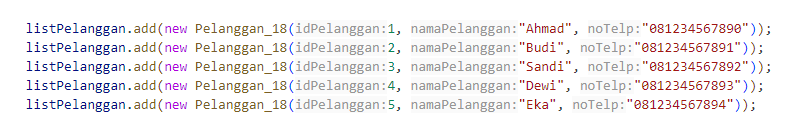 listPelanggan.add(new Pelanggan_18(idPelanggan:1, namaPelanggan:"Ahmad", noTelp:"081234567890"));
listPelanggan.add(new Pelanggan_18(idPelanggan:2, namaPelanggan:"Budi", noTelp:"081234567891"));
listPelanggan.add(new Pelanggan_18(idPelanggan:3, namaPelanggan:"Sandi", noTelp:"081234567892"));
listPelanggan.add(new Pelanggan_18(idPelanggan:4, namaPelanggan:"Dewi", noTelp:"081234567893"));
listPelanggan.add(new Pelanggan_18(idPelanggan:5, namaPelanggan:"Eka", noTelp:"081234567894"));